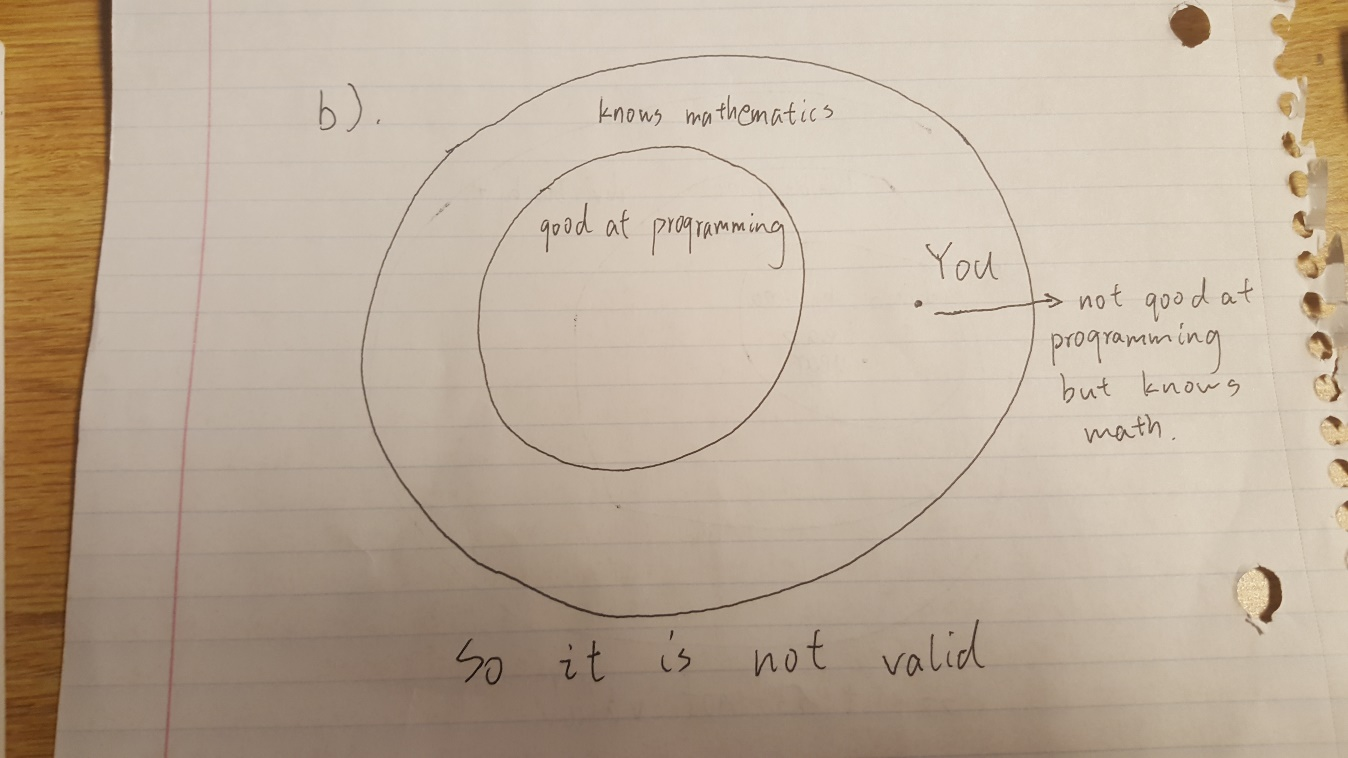 b).
knows mathematics
good at programming
You
not good at
programming
but knows
math.
So it is not valid